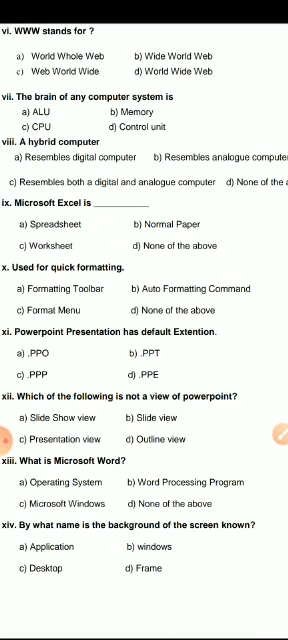 vi. WWW stands for ?
a) World Whole Web b) Wide World Web
c) Web World Wide d) World Wide Web
vii. The brain of any computer system is
a) ALU b) Memory
c) CPU d) Control unit
viii. A hybrid computer
a) Resembles digital computer b) Resembles analogue compute
c) Resembles both a digital and analogue computer d) None of the a
ix. Microsoft Excel is ___________
a) Spreadsheet b) Normal Paper
c) Worksheet d) None of the above
x. Used for quick formatting.
a) Formatting Toolbar b) Auto Formatting Command
c) Format Menu d) None of the above
xi. Powerpoint Presentation has default Extention.
a) .PPO b) .PPT
c) .PPP d) .PPE
xii. Which of the following is not a view of powerpoint?
a) Slide Show view b) Slide view
c) Presentation view d) Outline view
xiii. What is Microsoft Word?
a) Operating System b) Word Processing Program
c) Microsoft Windows d) None of the above
xiv. By what name is the background of the screen known?
a) Application b) windows
c) Desktop d) Frame